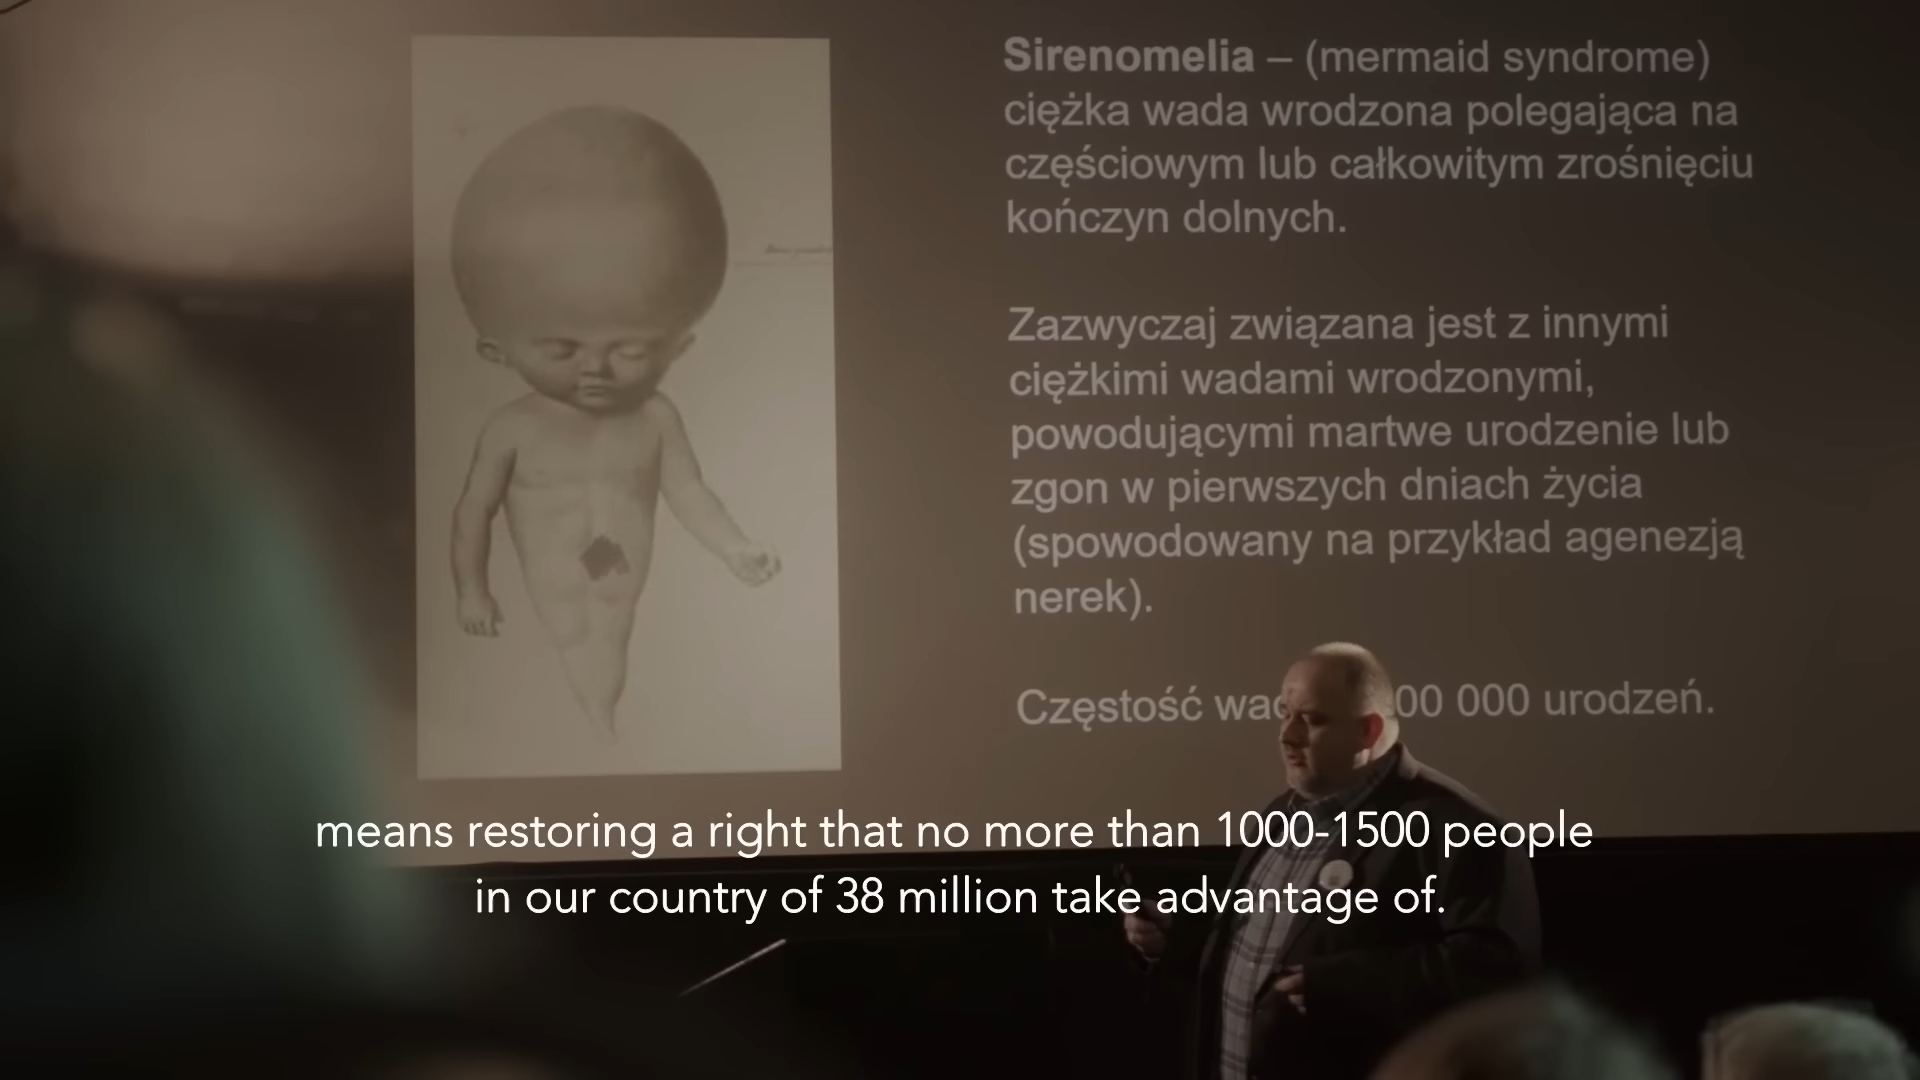 Sirenomelia – (mermaid syndrome)
ciężka wada wrodzona polegająca na
częściowym lub całkowitym zrośnięciu
kończyn dolnych.
Zazwyczaj związana jest z innymi
ciężkimi wadami wrodzonymi,
powodującymi martwe urodzenie lub
zgon w pierwszych dniach życia
(spowodowany na przykład agenezją
nerek).
Częstość 00 000 urodzeń.
means restoring a right that no more than 1000-1500 people
in our country of 38 million take advantage of.